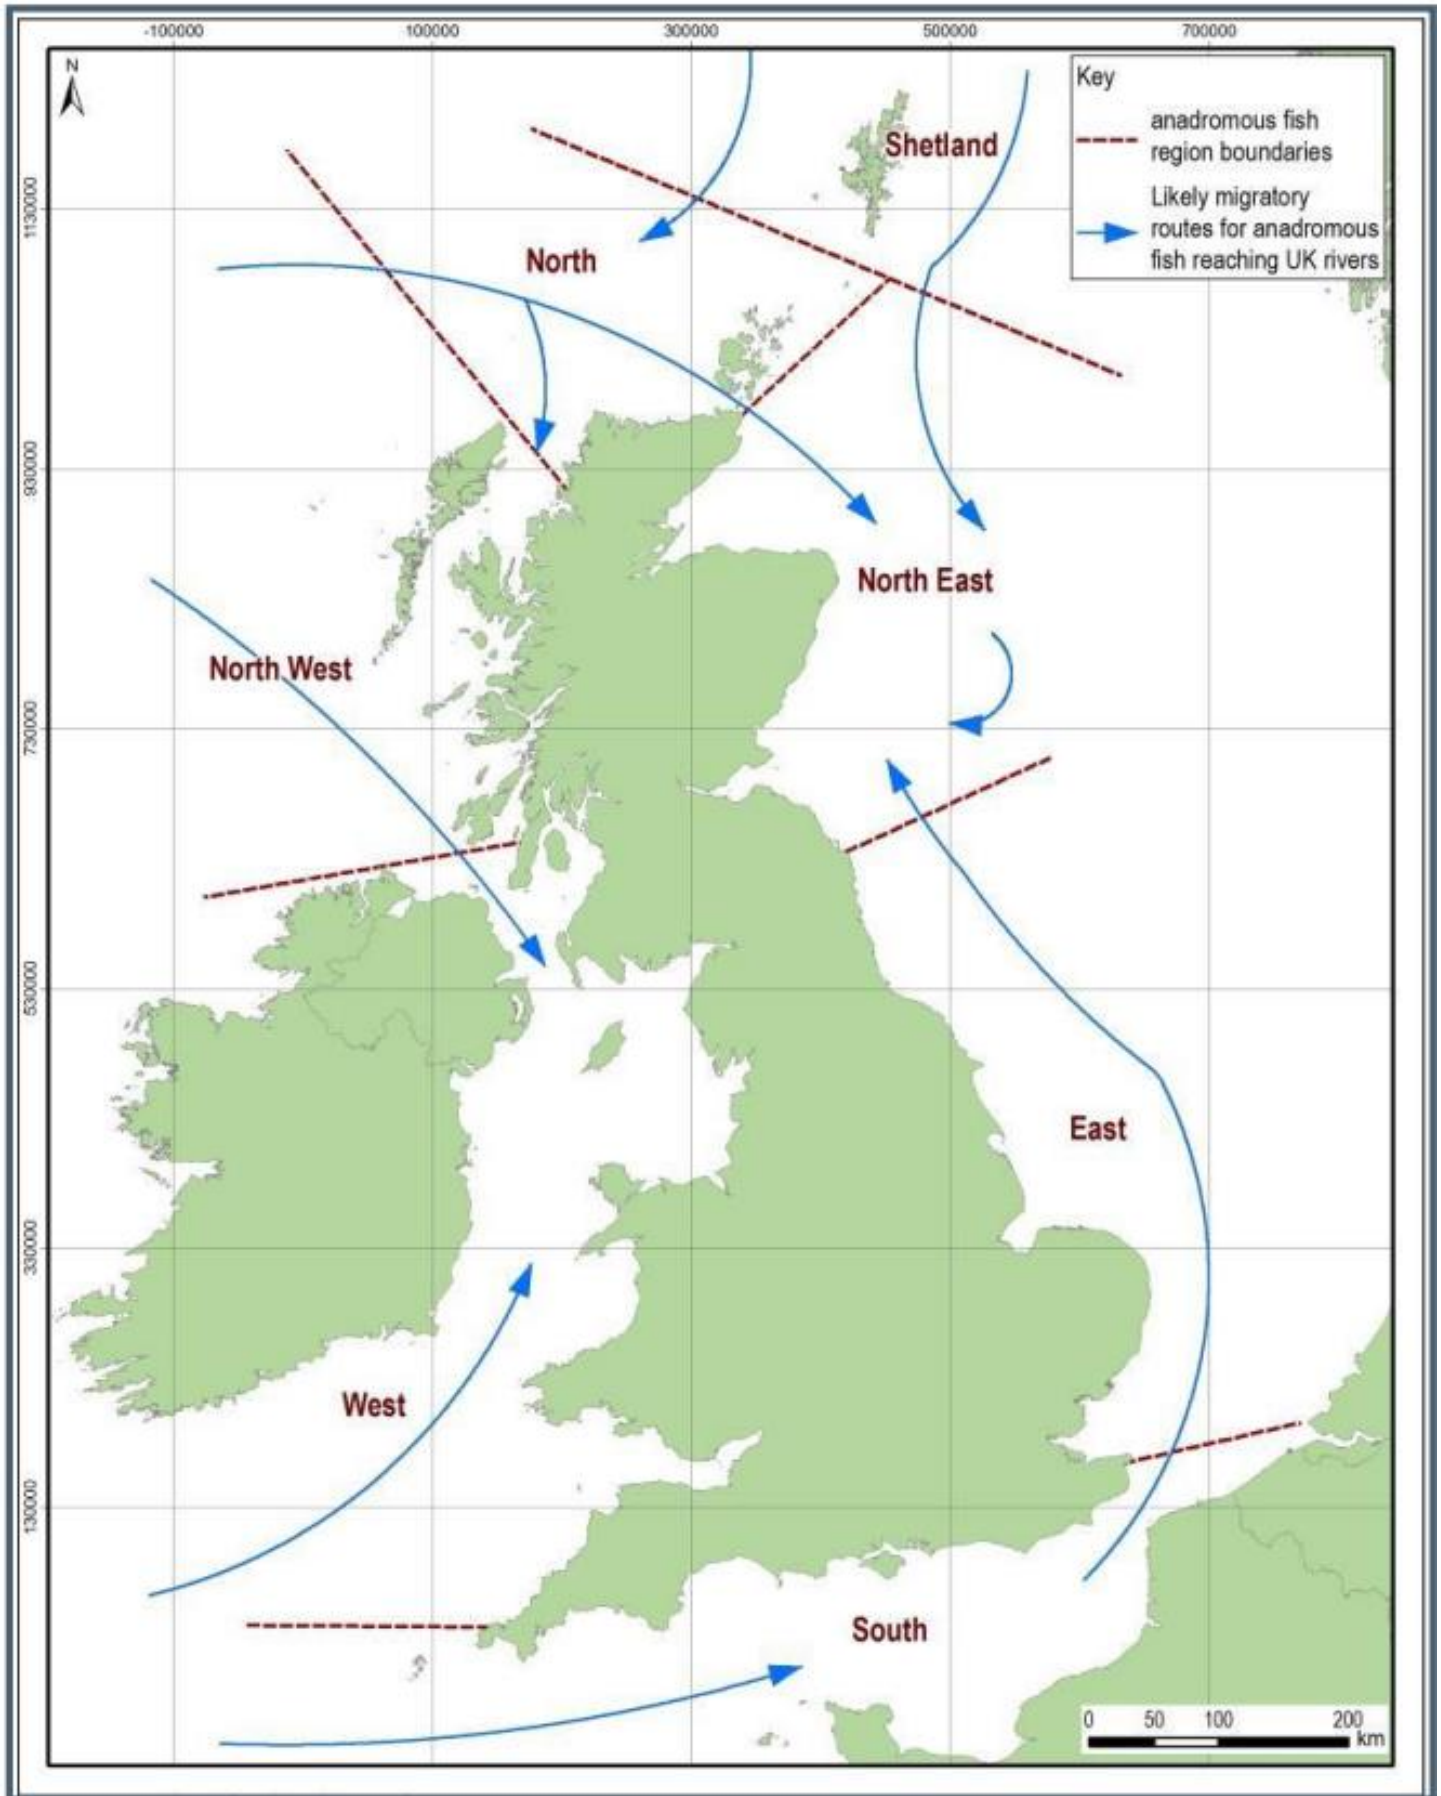 -100000
100000
300000
500000
700000
N
Key
anadromous fish
region boundaries
Likely migratory
routes for anadromous
fish reaching UK rivers
Shetland
1130000
North
930000
North East
North West
730000
530000
East
330000
West
130000
South
0 50 100 200
km